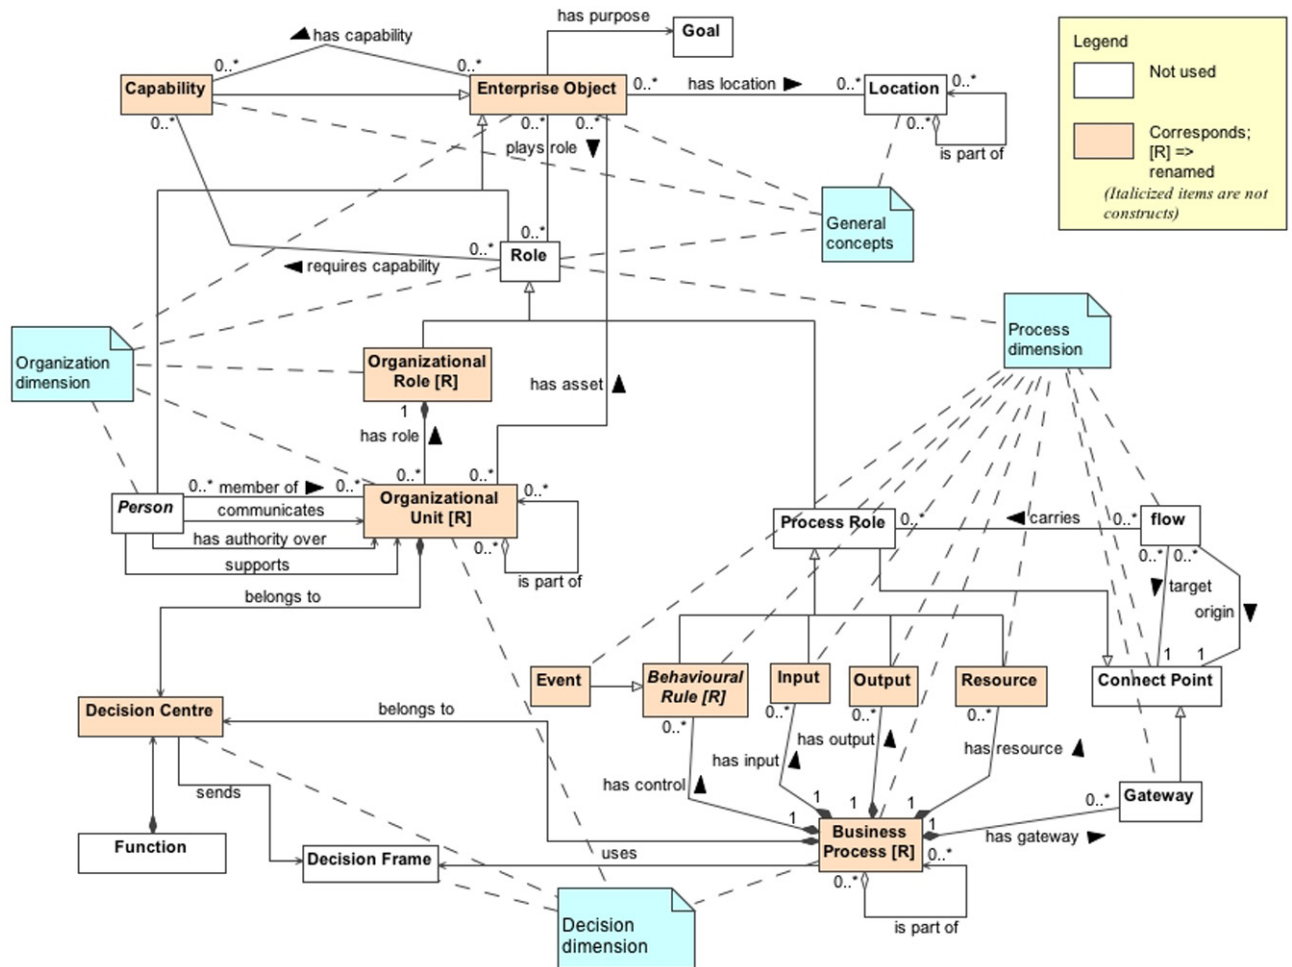 has purpose
Goal
has capability
0..*
0..*
Capability
Enterprise Object
0..*
has location
0..*
Location
0..*
0..*
0..*
0..*
0..*
is part of
plays role
Legend
Not used
Corresponds;
[R] =>
renamed
(Italicized items are not
constructs)
General
concepts
0..*
0..*
Role
requires capability
Organization
dimension
Process
dimension
Organizational
Role [R]
has asset
1
has role
0..*
0..*
Person
0..*
member of
0..*
communicates
has authority over
supports
Organizational
Unit [R]
0..*
0..*
is part of
belongs to
Process Role
0..*
carries
0..*
flow
0..*
0..*
target
origin
1
1
Event
Behavioural
Rule [R]
Input
Output
Resource
Connect Point
0..*
0..*
0..*
0..*
Decision Centre
belongs to
has control
has input
has output
has resource
sends
1
1
1
1
1
0..*
Gateway
has gateway
Function
Decision Frame
uses
Business
Process [R]
0..*
0..*
is part of
Decision
dimension